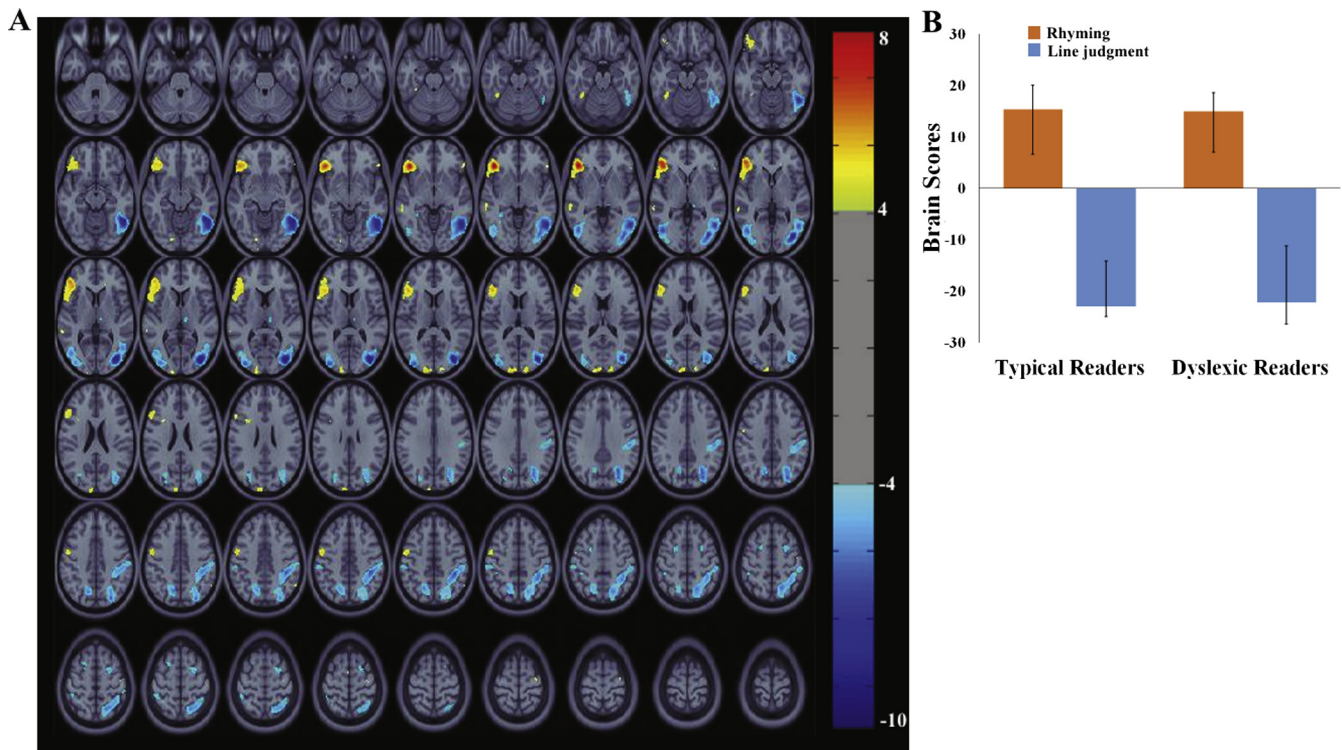 A
8
4
-4
-10
B
Rhyming
Line judgment
Brain Scores
30
20
10
0
-10
-20
-30
Typical Readers
Dyslexic Readers